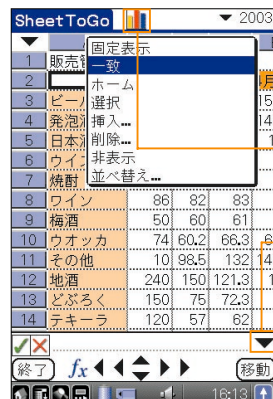 SheetToGo ▼ 2003
固定表示
一致
ホーム
選択
挿入...
削除...
非表示
並べ替え...
1 販売
2 月
3 ビー 15
4 発泡 14
5 日本 1
6 ウイ
7 焼酎
8 ワイン 86 82 83
9 梅酒 50 60 61
10 ウオッカ 74 60.2 66.3 6
11 その他 10 98.5 132 14
12 地酒 240 150 121.3 1
13 どぶろく 150 75 72.3
14 テキーラ 120 57 62
終了 fx 移動
16:13